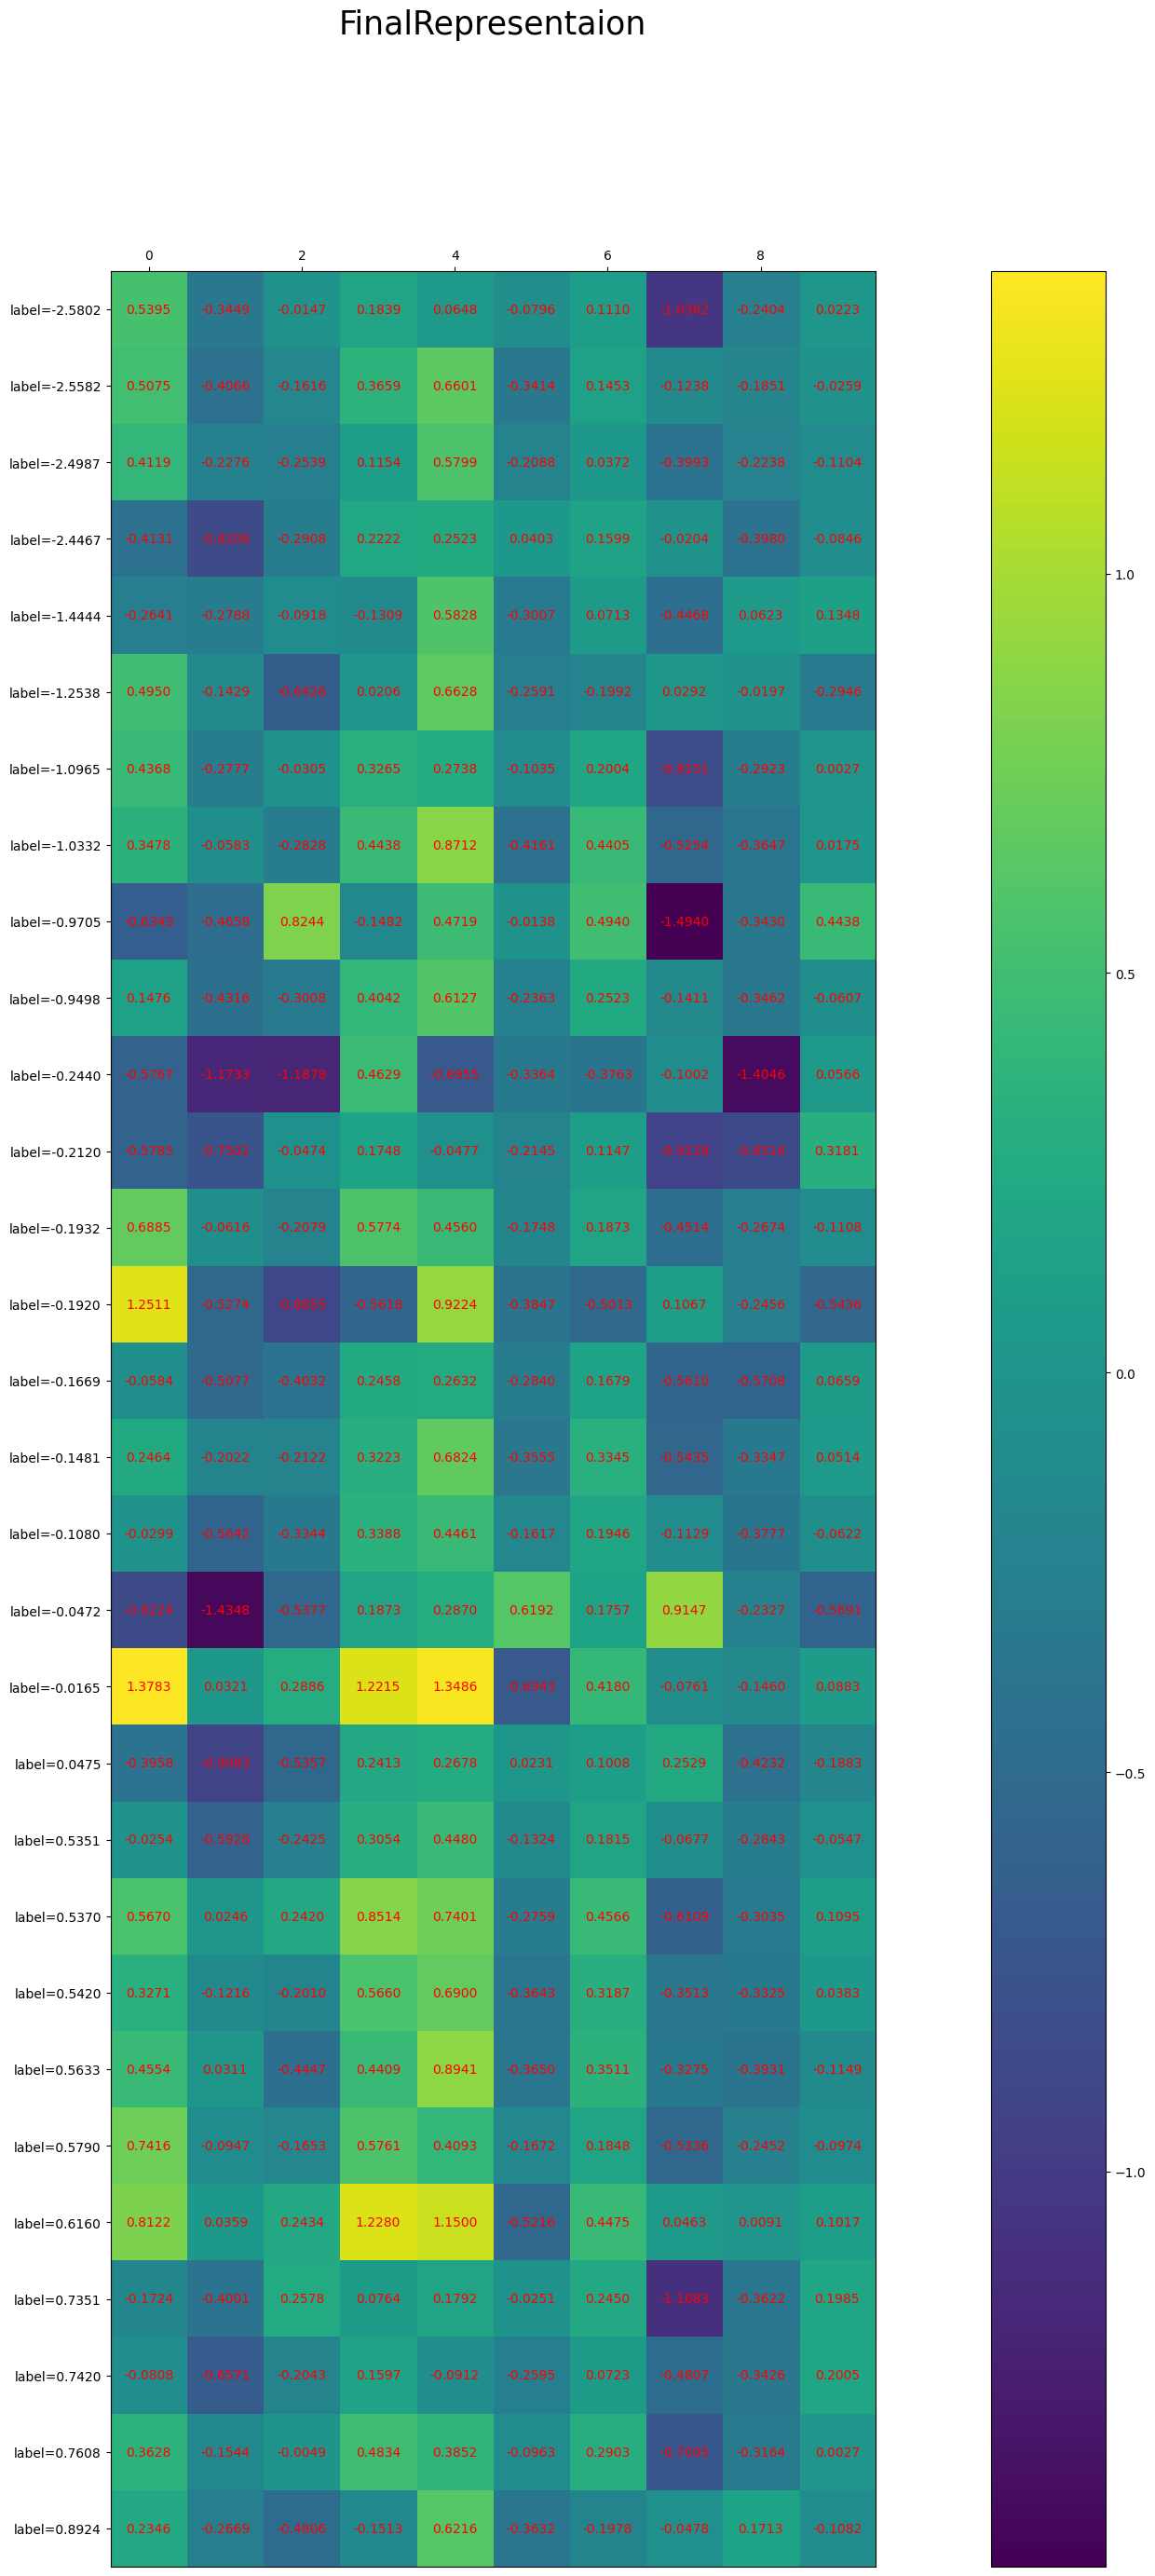 FinalRepresentaion
0 2 4 6 8
label=-2.5802 0.5395 -0.3449 -0.0147 0.1839 0.0648 -0.0796 0.1110 -1.0362 -0.2404 0.0223
label=-2.5582 0.5075 -0.4066 -0.1616 0.3659 0.6601 -0.3414 0.1453 -0.1238 -0.1851 -0.0259
label=-2.4987 0.4119 -0.2276 -0.2539 0.1154 0.5799 -0.2088 0.0372 -0.3993 -0.2238 -0.1104
label=-2.4467 -0.4131 -0.8208 -0.2908 0.2222 0.2523 0.0403 0.1599 -0.0204 -0.3980 -0.0846
label=-1.4444 -0.2641 -0.2788 -0.0918 -0.1309 0.5828 -0.3007 0.0713 -0.4468 0.0623 0.1348
label=-1.2538 0.4950 -0.1429 -0.6426 0.0206 0.6628 -0.2591 -0.1992 0.0292 -0.0197 -0.2946
1.0
label=-1.0965 0.4368 -0.2777 -0.0305 0.3265 0.2738 -0.1035 0.2004 -0.8151 -0.2923 0.0027
label=-1.0332 0.3478 -0.0583 -0.2828 0.4438 0.8712 -0.4161 0.4405 -0.5254 -0.3647 0.0175
label=-0.9705 -0.6343 -0.4658 0.8244 -0.1482 0.4719 -0.0138 0.4940 -1.4940 -0.3430 0.4438
label=-0.9498 0.1476 -0.4316 -0.3008 0.4042 0.6127 -0.2363 0.2523 -0.1411 -0.3462 -0.0607
0.5
label=-0.2440 -0.5767 -1.1733 -1.1878 0.4629 -0.6955 -0.3364 -0.3763 -0.1002 -1.4046 0.0566
label=-0.2120 -0.5785 -0.7502 -0.0474 0.1748 -0.0477 -0.2145 0.1147 -0.9128 -0.8516 0.3181
label=-0.1932 0.6885 -0.0616 -0.2079 0.5774 0.4560 -0.1748 0.1873 -0.4514 -0.2674 -0.1108
label=-0.1920 1.2511 -0.5274 -0.5618 0.9224 -0.3847 -0.5013 0.1067 -0.2456 -0.5436
0.0
label=-0.1669 -0.0584 -0.5077 -0.4032 0.2458 0.2632 -0.2840 0.1679 -0.5610 -0.5708 0.0659
label=-0.1481 0.2464 -0.2022 -0.2122 0.3223 0.6824 -0.3555 0.3345 -0.5435 -0.3347 0.0514
label=-0.1080 -0.0299 -0.5642 -0.3344 0.3388 0.4461 -0.1617 0.1946 -0.1129 -0.3777 -0.0622
label=-0.0472 -0.8224 -1.4348 -0.5377 0.1873 0.2870 0.6192 0.1757 0.9147 -0.2327 -0.5691
label=-0.0165 1.3783 0.0321 0.2886 1.2215 1.3486 -0.6943 0.4180 -0.0761 -0.1460 0.0883
label=0.0475 -0.3958 -0.9083 -0.5357 0.2413 0.2678 0.0231 0.1008 0.2529 -0.4232 -0.1883
−0.5
label=0.5351 -0.0254 -0.5928 -0.2425 0.3054 0.4480 -0.1324 0.1815 -0.0677 -0.2843 -0.0547
label=0.5370 0.5670 0.0246 0.2420 0.8514 0.7401 -0.2759 0.4566 -0.6109 -0.3035 0.1095
label=0.5420 0.3271 -0.1216 -0.2010 0.5660 0.6900 -0.3643 0.3187 -0.3513 -0.3325 0.0383
label=0.5633 0.4554 0.0311 -0.4447 0.4409 0.8941 -0.3650 0.3511 -0.3275 -0.3931 -0.1149
label=0.5790 0.7416 -0.0947 -0.1653 0.5761 0.4093 -0.1672 0.1848 -0.5336 -0.2452 -0.0974
−1.0
label=0.6160 0.8122 0.0359 0.2434 1.2280 1.1500 -0.5216 0.4475 0.0463 0.0091 0.1017
label=0.7351 -0.1724 -0.4001 0.2578 0.0764 0.1792 -0.0251 0.2450 -1.1083 -0.3622 0.1985
label=0.7420 -0.0808 -0.6571 -0.2043 0.1597 -0.0912 -0.2595 0.0723 -0.4807 -0.3426 0.2005
label=0.7608 0.3628 -0.1544 -0.0049 0.4834 0.3852 -0.0963 0.2903 -0.7095 -0.3164 0.0027
label=0.8924 0.2346 -0.2669 -0.4806 -0.1513 0.6216 -0.3632 -0.1978 -0.0478 0.1713 -0.1082